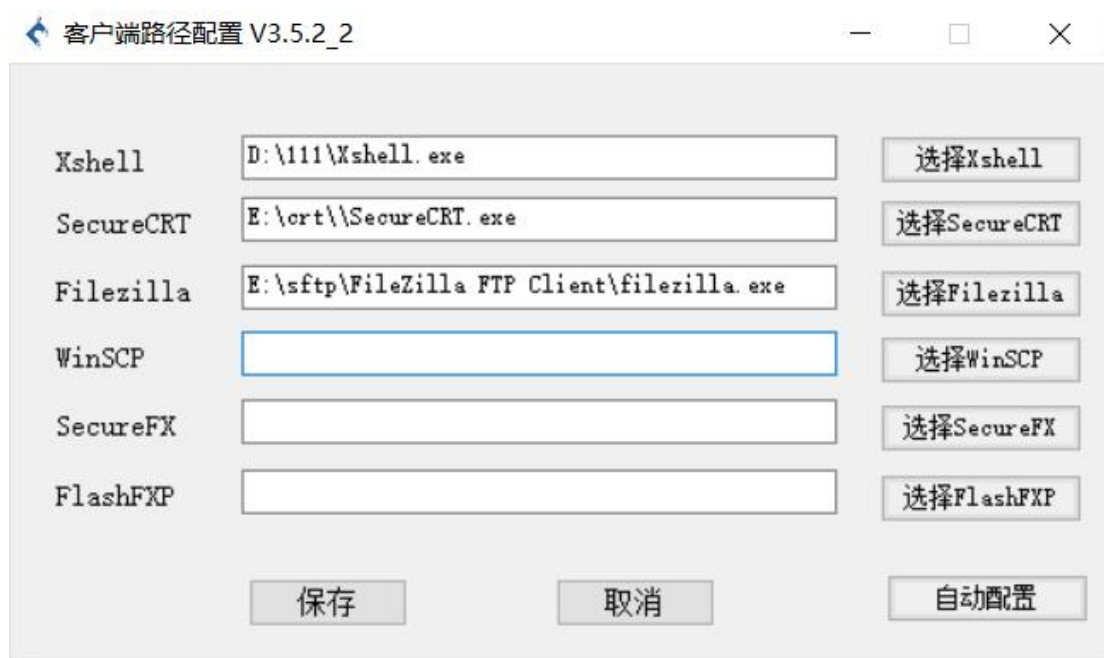 客户端路径配置 V3.5.2_2
Xshell D:\111\Xshell.exe 选择Xshell
SecureCRT E:\crt\\SecureCRT.exe 选择SecureCRT
Filezilla E:\sftp\FileZilla FTP Client\filezilla.exe 选择Filezilla
WinSCP 选择WinSCP
SecureFX 选择SecureFX
FlashFXP 选择FlashFXP
保存 取消 自动配置